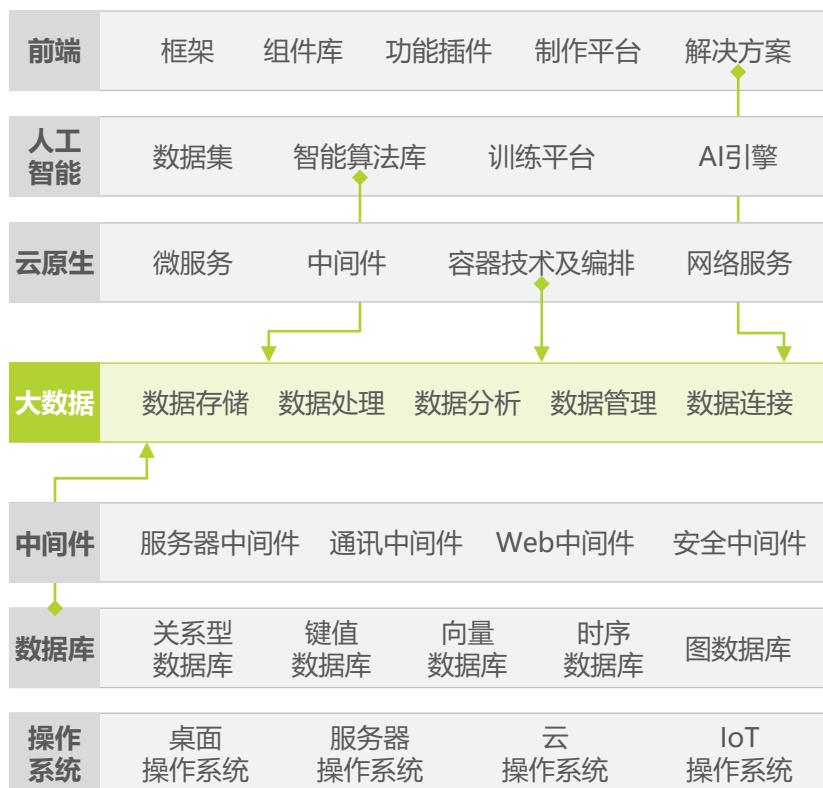 前端 框架 组件库 功能插件 制作平台 解决方案
人工
智能 数据集 智能算法库 训练平台 AI引擎
云原生 微服务 中间件 容器技术及编排 网络服务
大数据 数据存储 数据处理 数据分析 数据管理 数据连接
中间件 服务器中间件 通讯中间件 Web中间件 安全中间件
数据库 关系型 键值 向量 时序 图数据库
数据库 数据库 数据库 数据库
操作 桌面 服务器 云 IoT
系统 操作系统 操作系统 操作系统 操作系统